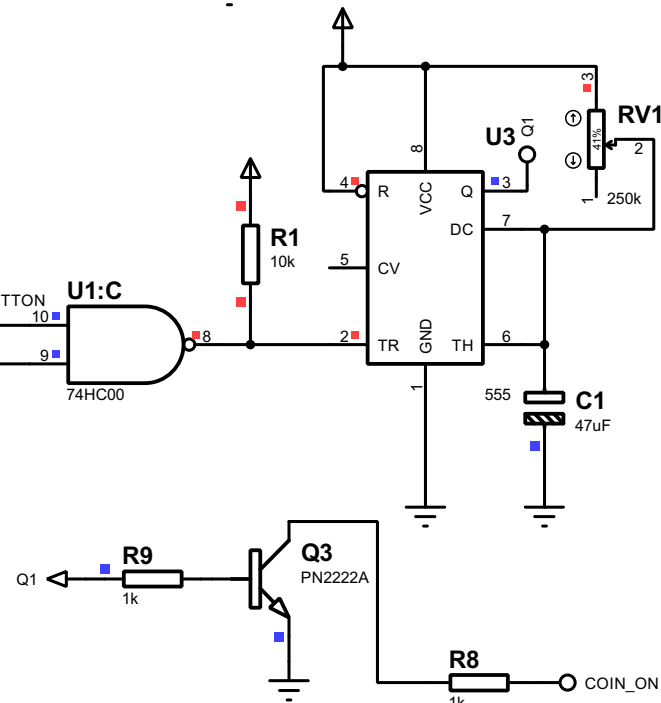 3
RV1
41%
2
1
250k
U3
Q1
8
4
R
VCC
Q
3
DC
7
R1
10k
5
CV
TTON
U1:C
10
9
8
74HC00
2
TR
GND
TH
6
1
555
C1
47uF
Q3
PN2222A
R9
Q1
1k
R8
COIN_ON
1k